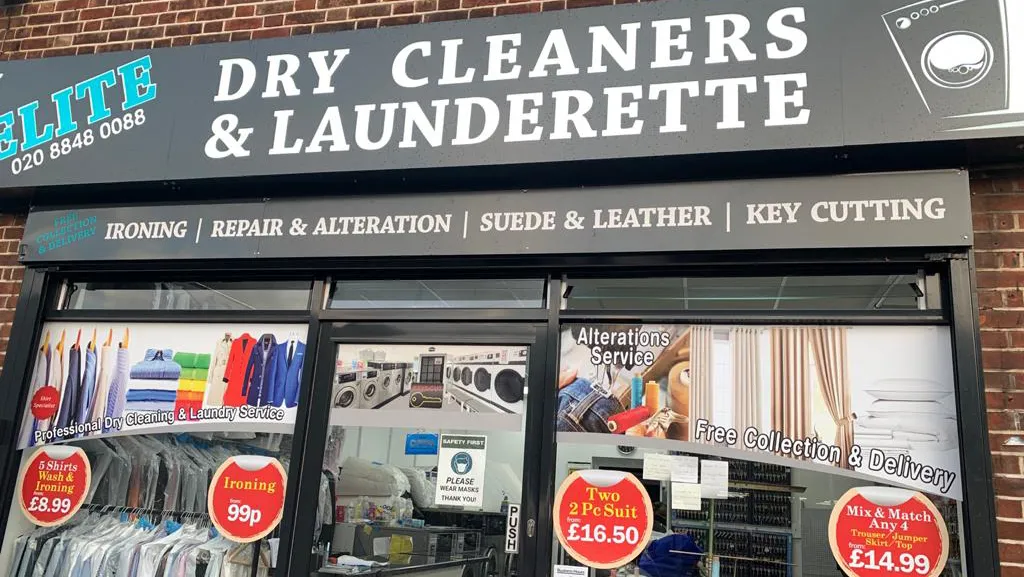 ELITE
020 8848 0088
DRY CLEANERS
& LAUNDERETTE
FREE
COLLECTION
& DELIVERY
IRONING | REPAIR & ALTERATION | SUEDE & LEATHER | KEY CUTTING
Shirt
Specialist
Professional Dry Cleaning & Laundry Service
5 Shirts
Wash &
Ironing
from
£8.99
Ironing
from
99p
SAFETY FIRST
PLEASE
WEAR MASKS
THANK YOU!
PUSH
Alterations
Service
Free Collection & Delivery
Two
2 Pc Suit
from
£16.50
Mix & Match
Any 4
Trouser/Jumper
Skirt/Top
from
£14.99